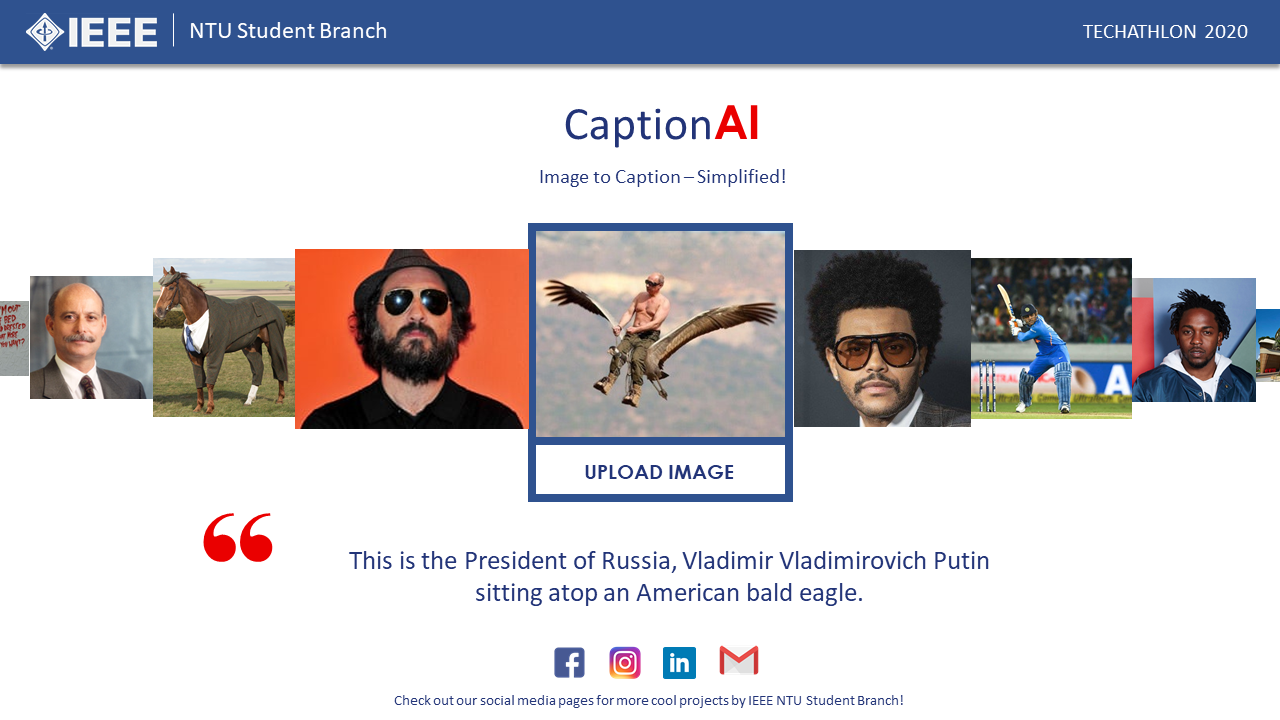 IEEE NTU Student Branch
TECHATHLON 2020
CaptionAI
Image to Caption – Simplified!
UPLOAD IMAGE
“
This is the President of Russia, Vladimir Vladimirovich Putin
sitting atop an American bald eagle.
Check out our social media pages for more cool projects by IEEE NTU Student Branch!